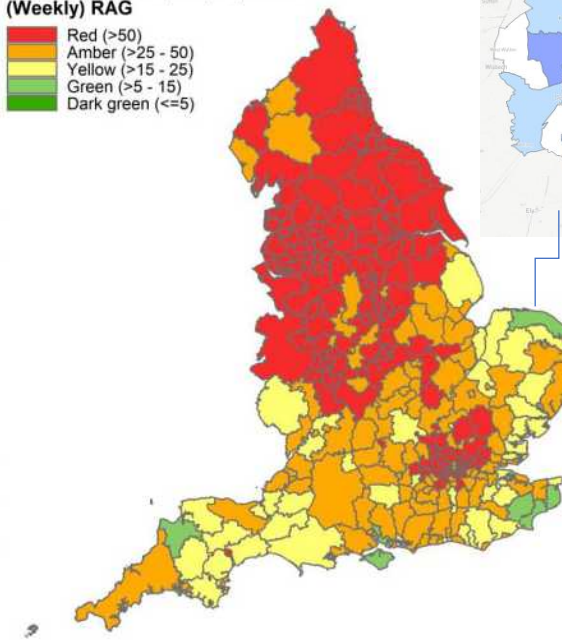 (Weekly) RAG
Red (>50)
Amber (>25 - 50)
Yellow (>15 - 25)
Green (>5 - 15)
Dark green (<=5)